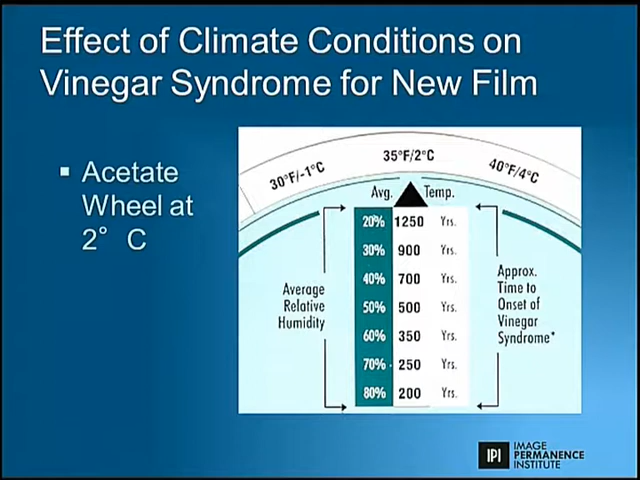 Effect of Climate Conditions on
Vinegar Syndrome for New Film
▪ Acetate
Wheel at
2° C
30°F/-1°C
35°F/2°C
40°F/4°C
Avg. Temp.
20% 1250 Yrs.
30% 900 Yrs.
40% 700 Yrs.
50% 500 Yrs.
60% 350 Yrs.
70% 250 Yrs.
80% 200 Yrs.
Average
Relative
Humidity
Approx.
Time to
Onset of
Vinegar
Syndrome*
IPI
IMAGE
PERMANENCE
INSTITUTE